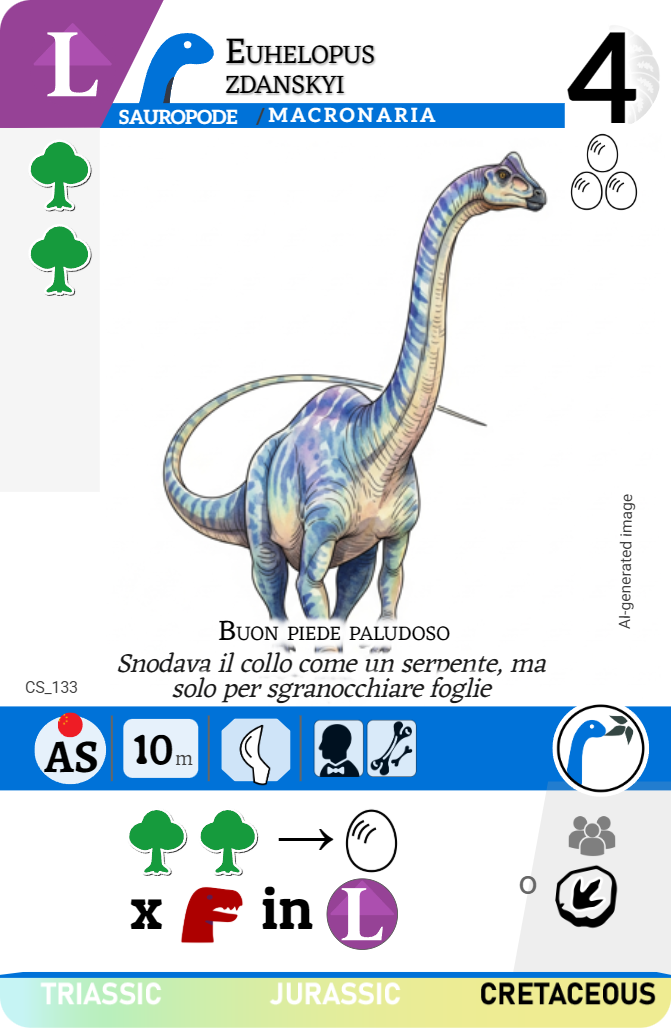 L
EUHELOPUS
ZDANSKYI
4
SAUROPODE / MACRONARIA
AI-generated image
BUON PIEDE PALUDOSO
Snodava il collo come un serpente, ma
solo per sgranocchiare foglie
CS_133
AS
10m
O
x in L
TRIASSIC JURASSIC CRETACEOUS